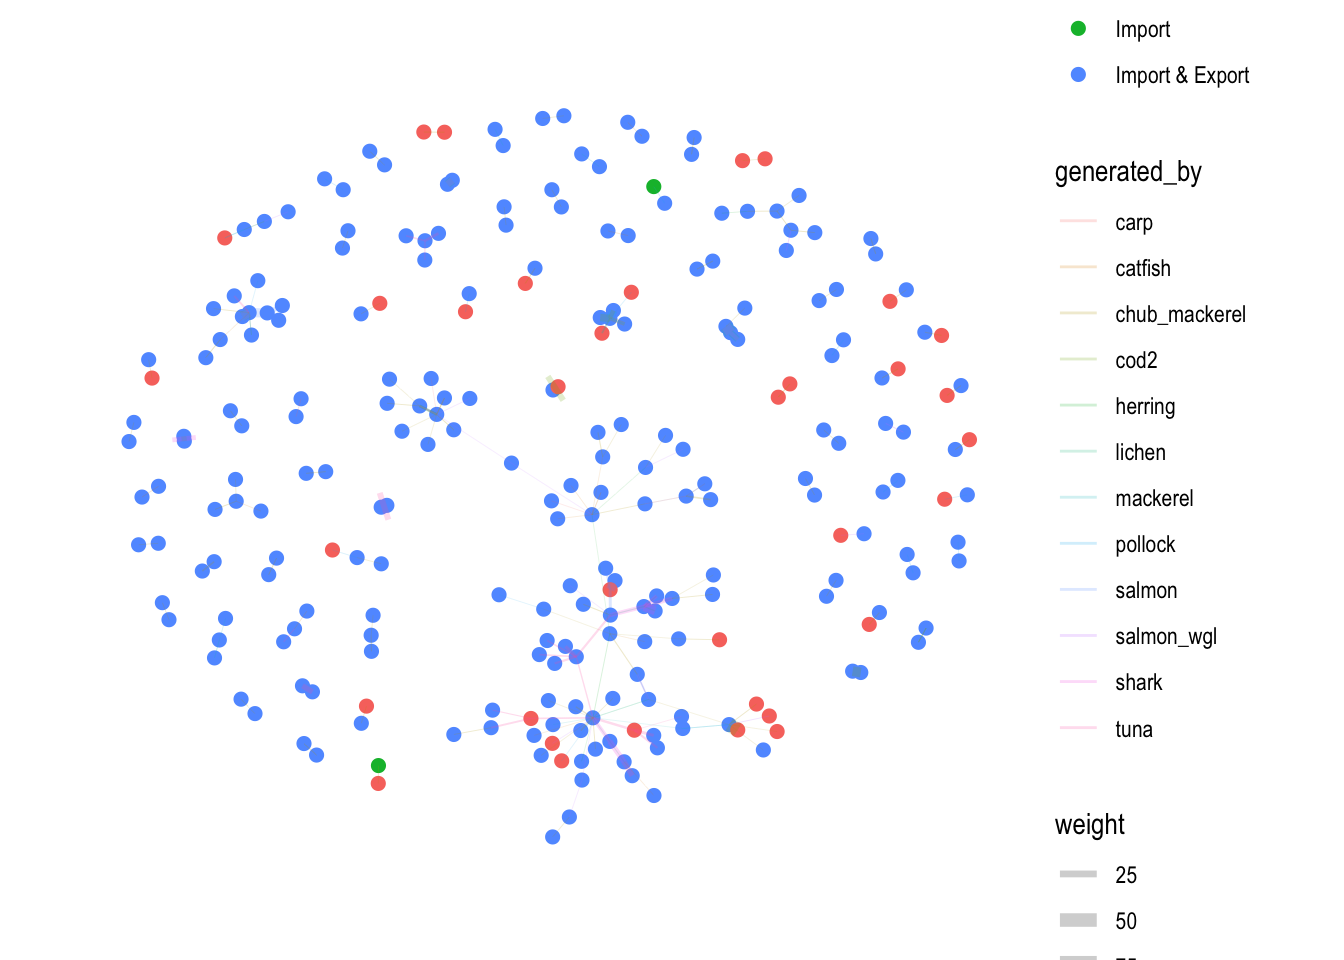 Import
Import & Export
generated_by
carp
catfish
chub_mackerel
cod2
herring
lichen
mackerel
pollock
salmon
salmon_wgl
shark
tuna
weight
25
50